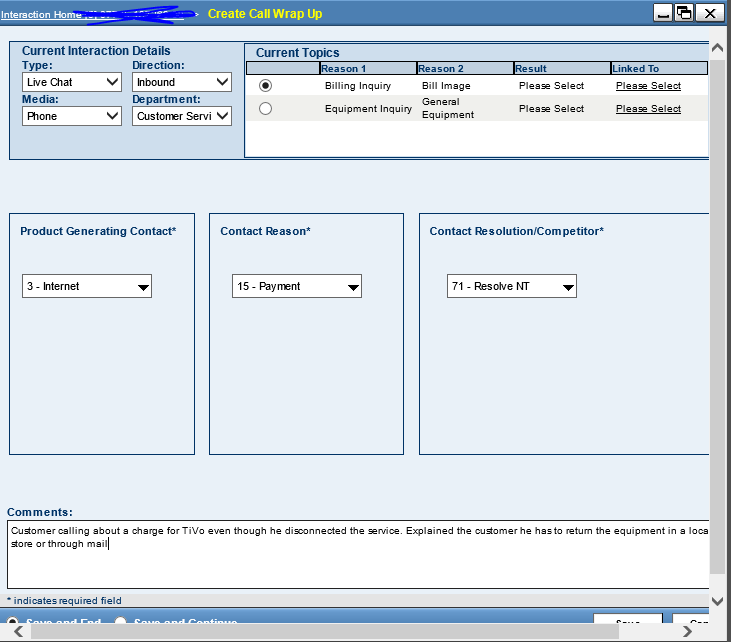 Interaction Home
Create Call Wrap Up
Current Interaction Details
Type: Direction:
Live Chat Inbound
Media: Department:
Phone Customer Servi
Current Topics
Reason 1 Reason 2 Result Linked To
Billing Inquiry Bill Image Please Select Please Select
Equipment Inquiry General Equipment Please Select Please Select
Product Generating Contact*
3 - Internet
Contact Reason*
15 - Payment
Contact Resolution/Competitor*
71 - Resolve NT
Comments:
Customer calling about a charge for TiVo even though he disconnected the service. Explained the customer he has to return the equipment in a loca
store or through mail
* indicates required field
Save and End Save and Continue Save